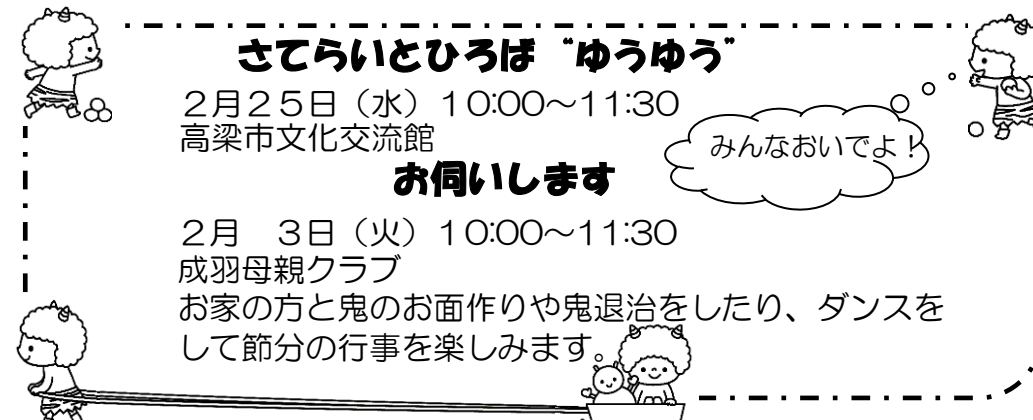 さてらいとひろば“ゆうゆう”
２月２５日（水）１０:００～１１:３０
高梁市文化交流館
みんなおいでよ！
お伺いします
２月　３日（火）１０:００～１１:３０
成羽母親クラブ
お家の方と鬼のお面作りや鬼退治をしたり、ダンスを
して節分の行事を楽しみます。